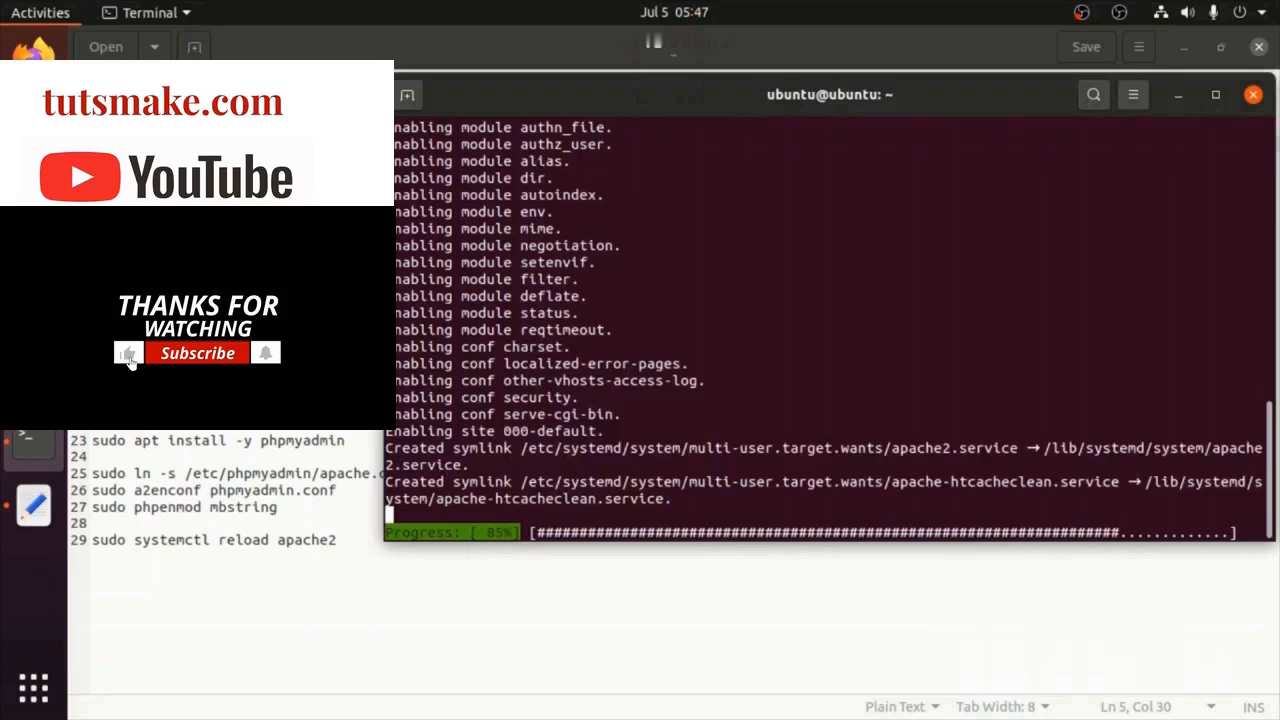 Activities
Terminal
Jul 5 05:47
Open
Save
tutsmake.com
YouTube
THANKS FOR
WATCHING
Subscribe
ubuntu@ubuntu: ~
nabling module authn_file.
nabling module authz_user.
nabling module alias.
nabling module dir.
nabling module autoindex.
nabling module env.
nabling module mime.
nabling module negotiation.
nabling module setenvif.
nabling module filter.
nabling module deflate.
nabling module status.
nabling module reqtimeout.
nabling conf charset.
nabling conf localized-error-pages.
nabling conf other-vhosts-access-log.
nabling conf security.
nabling conf serve-cgi-bin.
Enabling site 000-default.
Created symlink /etc/systemd/system/multi-user.target.wants/apache2.service → /lib/systemd/system/apache
2.service.
Created symlink /etc/systemd/system/multi-user.target.wants/apache-htcacheclean.service → /lib/systemd/s
ystem/apache-htcacheclean.service.
Progress: [ 85%] [#####################################################################.............]
23 sudo apt install -y phpmyadmin
24
25 sudo ln -s /etc/phpmyadmin/apache.c
26 sudo a2enconf phpmyadmin.conf
27 sudo phpenmod mbstring
28
29 sudo systemctl reload apache2
Plain Text
Tab Width: 8
Ln 5, Col 30
INS